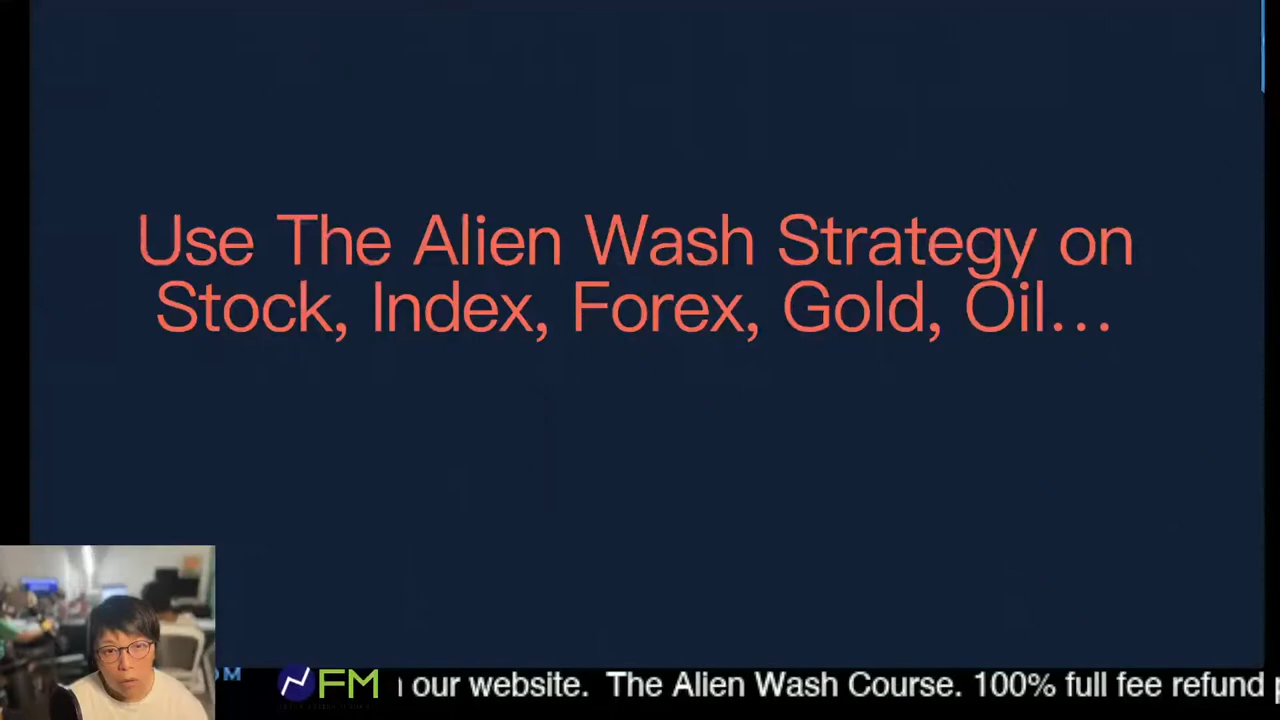 Use The Alien Wash Strategy on
Stock, Index, Forex, Gold, Oil...
OM
FM
our website.  The Alien Wash Course. 100% full fee refund